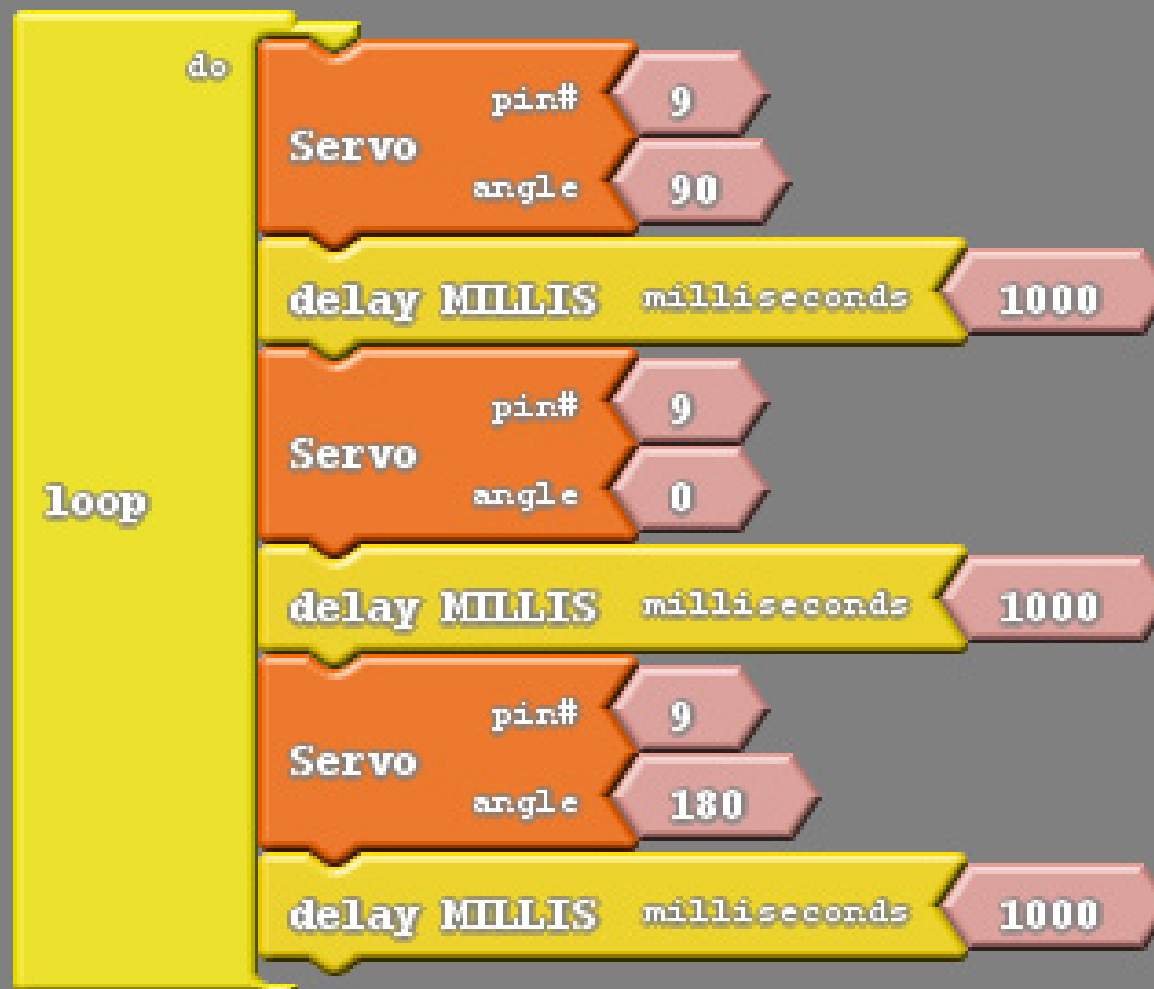 do
pin# 9
Servo
angle 90
delay MILLIS milliseconds 1000
pin# 9
Servo
loop
angle 0
delay MILLIS milliseconds 1000
pin# 9
Servo
angle 180
delay MILLIS milliseconds 1000